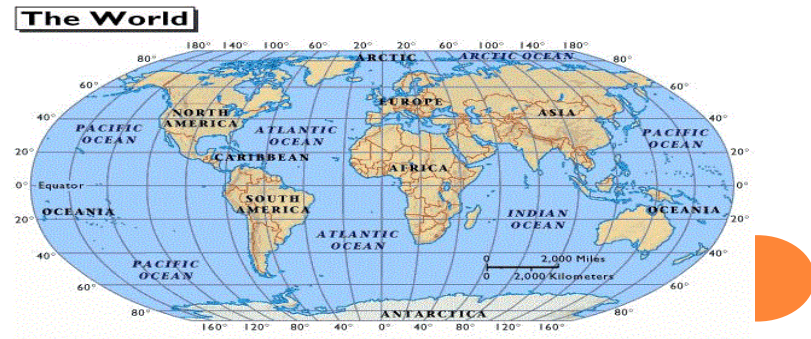 The World
180° 140° 100° 60° 20° 20° 60° 100° 140° 180°
80° ARCTIC ARCTIC OCEAN 80°
60° 60°
EUROPE
NORTH AMERICA
ASIA
40° 40°
PACIFIC OCEAN
ATLANTIC OCEAN
PACIFIC OCEAN
20° CARIBBEAN 20°
AFRICA
0° Equator 0°
SOUTH AMERICA
OCEANIA
INDIAN OCEAN
OCEANIA
20° 20°
ATLANTIC OCEAN
40° 40°
PACIFIC OCEAN
0 2,000 Miles
0 2,000 Kilometers
60° 60°
80° ANTARCTICA 80°
160° 120° 80° 40° 0° 40° 80° 120° 160°